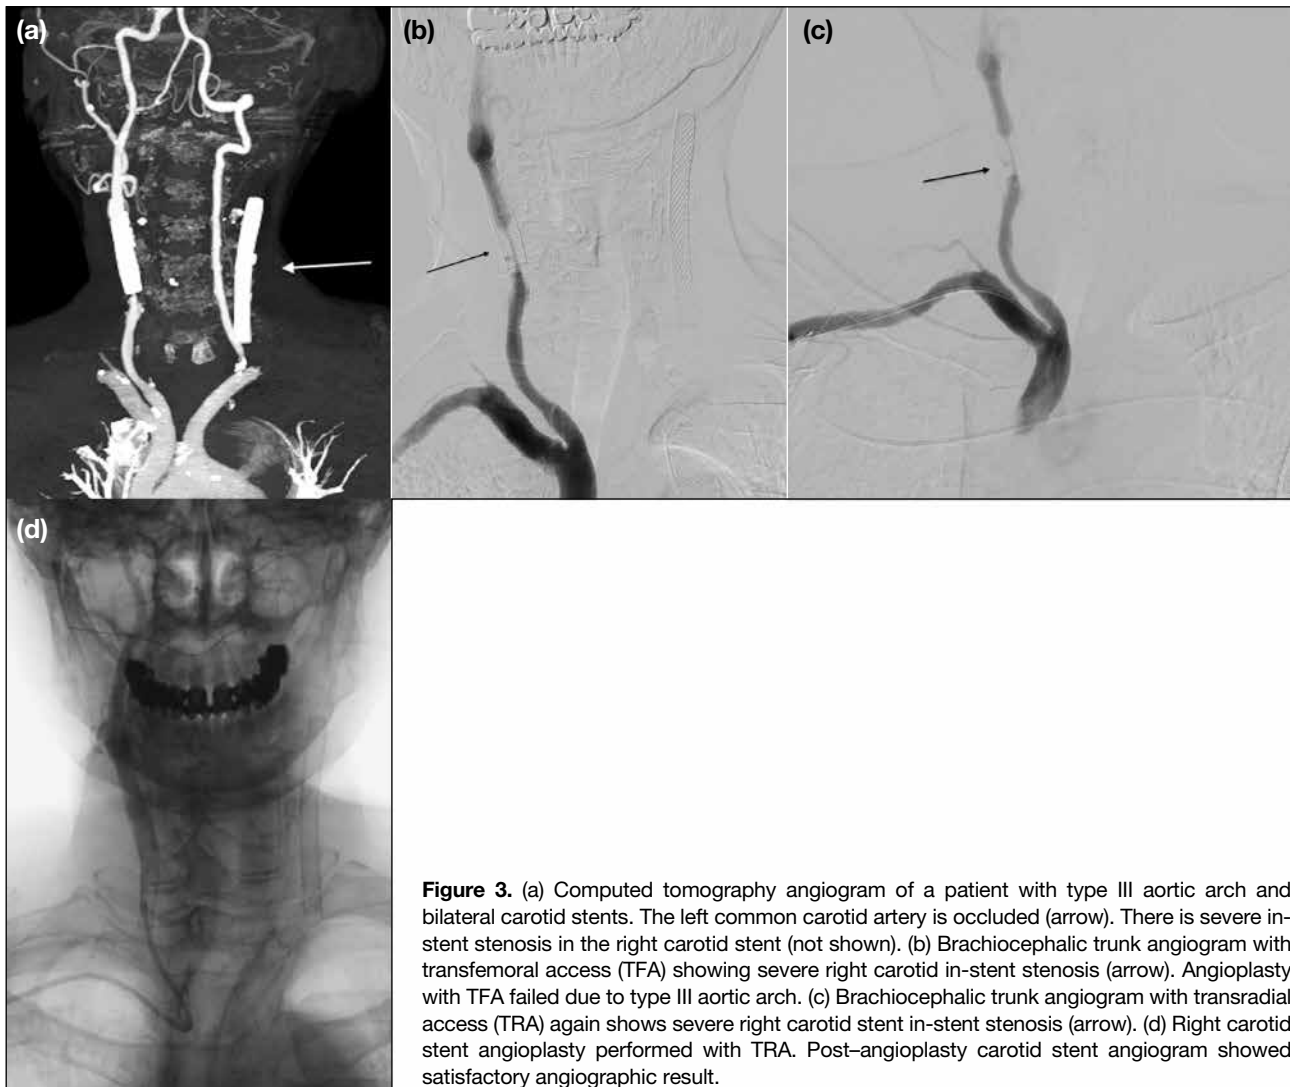 (a)
(b)
(c)
(d)
Figure 3. (a) Computed tomography angiogram of a patient with type III aortic arch and
bilateral carotid stents. The left common carotid artery is occluded (arrow). There is severe in-
stent stenosis in the right carotid stent (not shown). (b) Brachiocephalic trunk angiogram with
transfemoral access (TFA) showing severe right carotid in-stent stenosis (arrow). Angioplasty
with TFA failed due to type III aortic arch. (c) Brachiocephalic trunk angiogram with transradial
access (TRA) again shows severe right carotid stent in-stent stenosis (arrow). (d) Right carotid
stent angioplasty performed with TRA. Post–angioplasty carotid stent angiogram showed
satisfactory angiographic result.